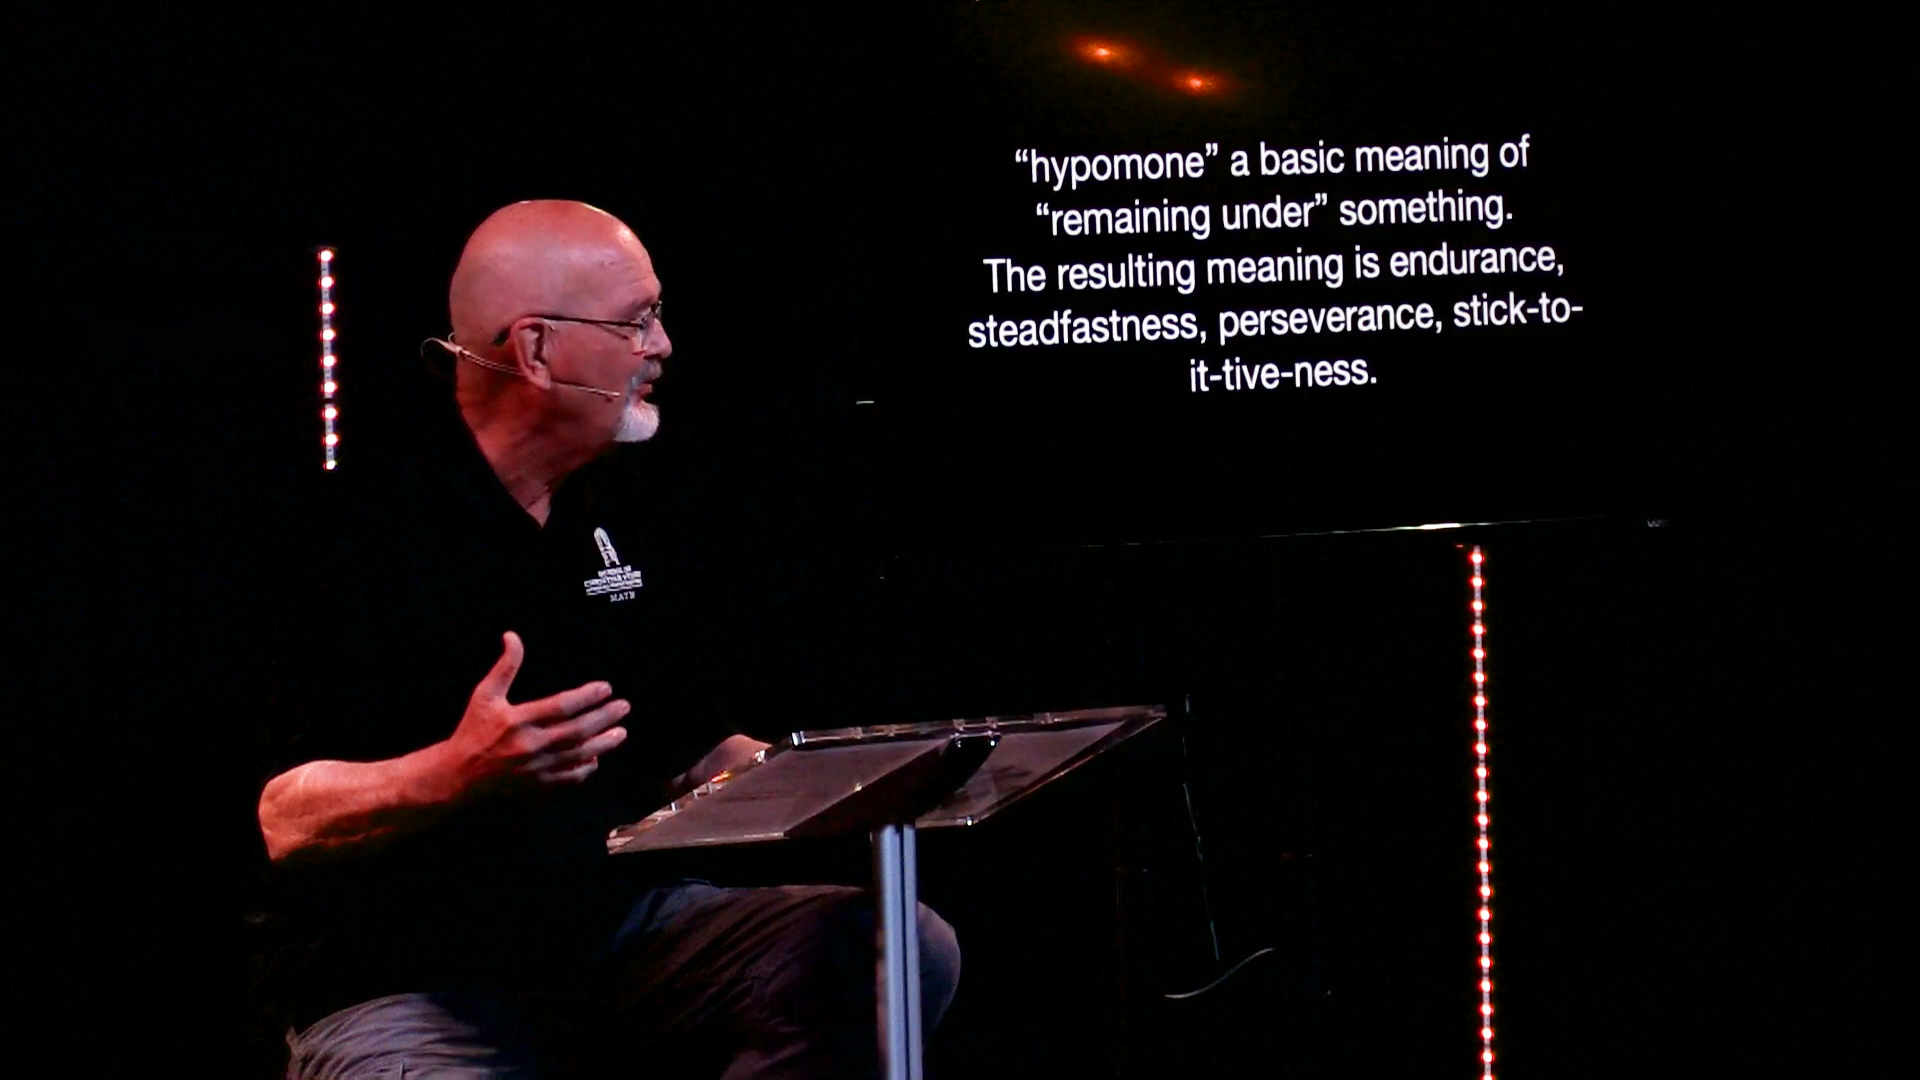 “hypomone” a basic meaning of
“remaining under” something.
The resulting meaning is endurance,
steadfastness, perseverance, stick-to-
it-tive-ness.